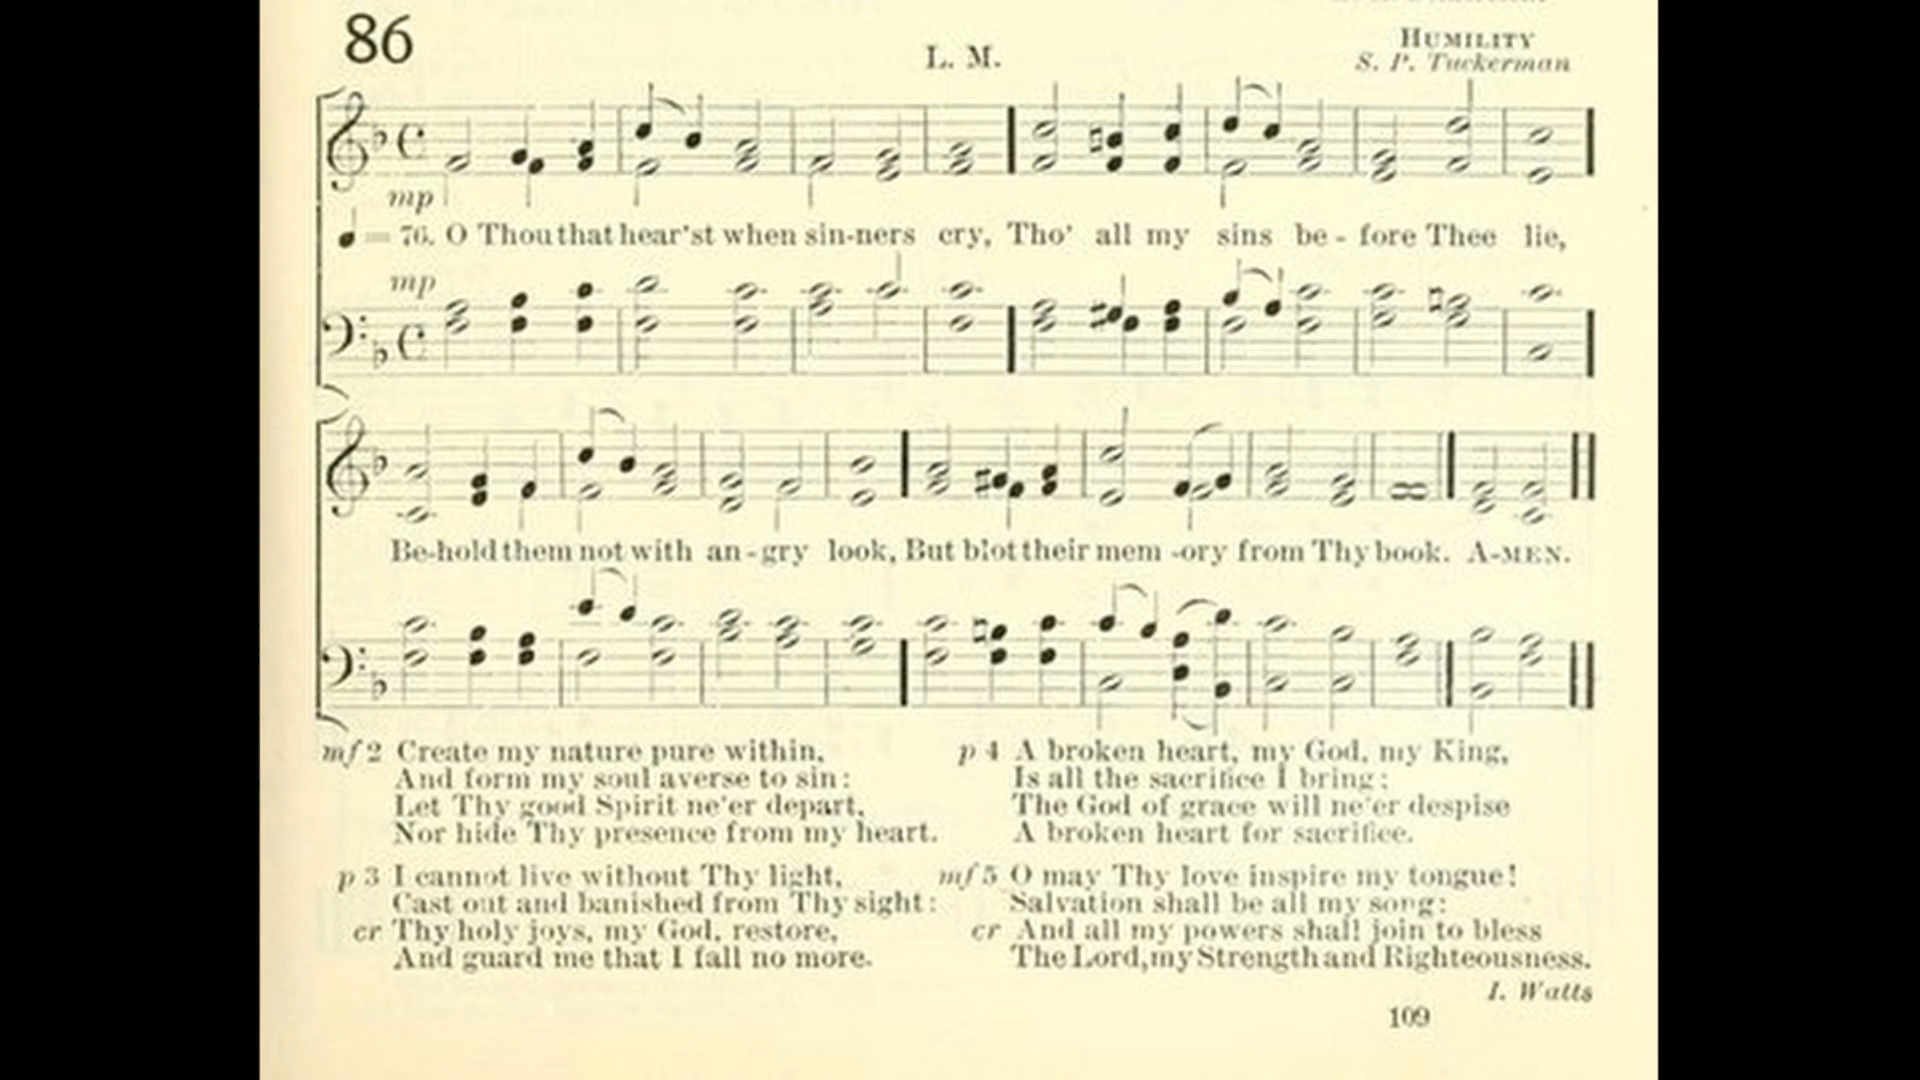 86
L. M.
HUMILITY
S. P. Tuckerman
mp
= 76. O Thou that hear'st when sin-ners cry, Tho' all my sins be - fore Thee lie,
mp
Be-hold them not with an-gry look, But blot their mem -ory from Thy book. A-MEN.
mf 2 Create my nature pure within,
And form my soul averse to sin:
Let Thy good Spirit ne'er depart,
Nor hide Thy presence from my heart.
p 3 I cannot live without Thy light,
Cast out and banished from Thy sight:
cr Thy holy joys, my God, restore,
And guard me that I fall no more.
p 4 A broken heart, my God, my King,
Is all the sacrifice I bring:
The God of grace will ne'er despise
A broken heart for sacrifice.
mf 5 O may Thy love inspire my tongue!
Salvation shall be all my song:
cr And all my powers shall join to bless
The Lord, my Strength and Righteousness.
I. Watts
109